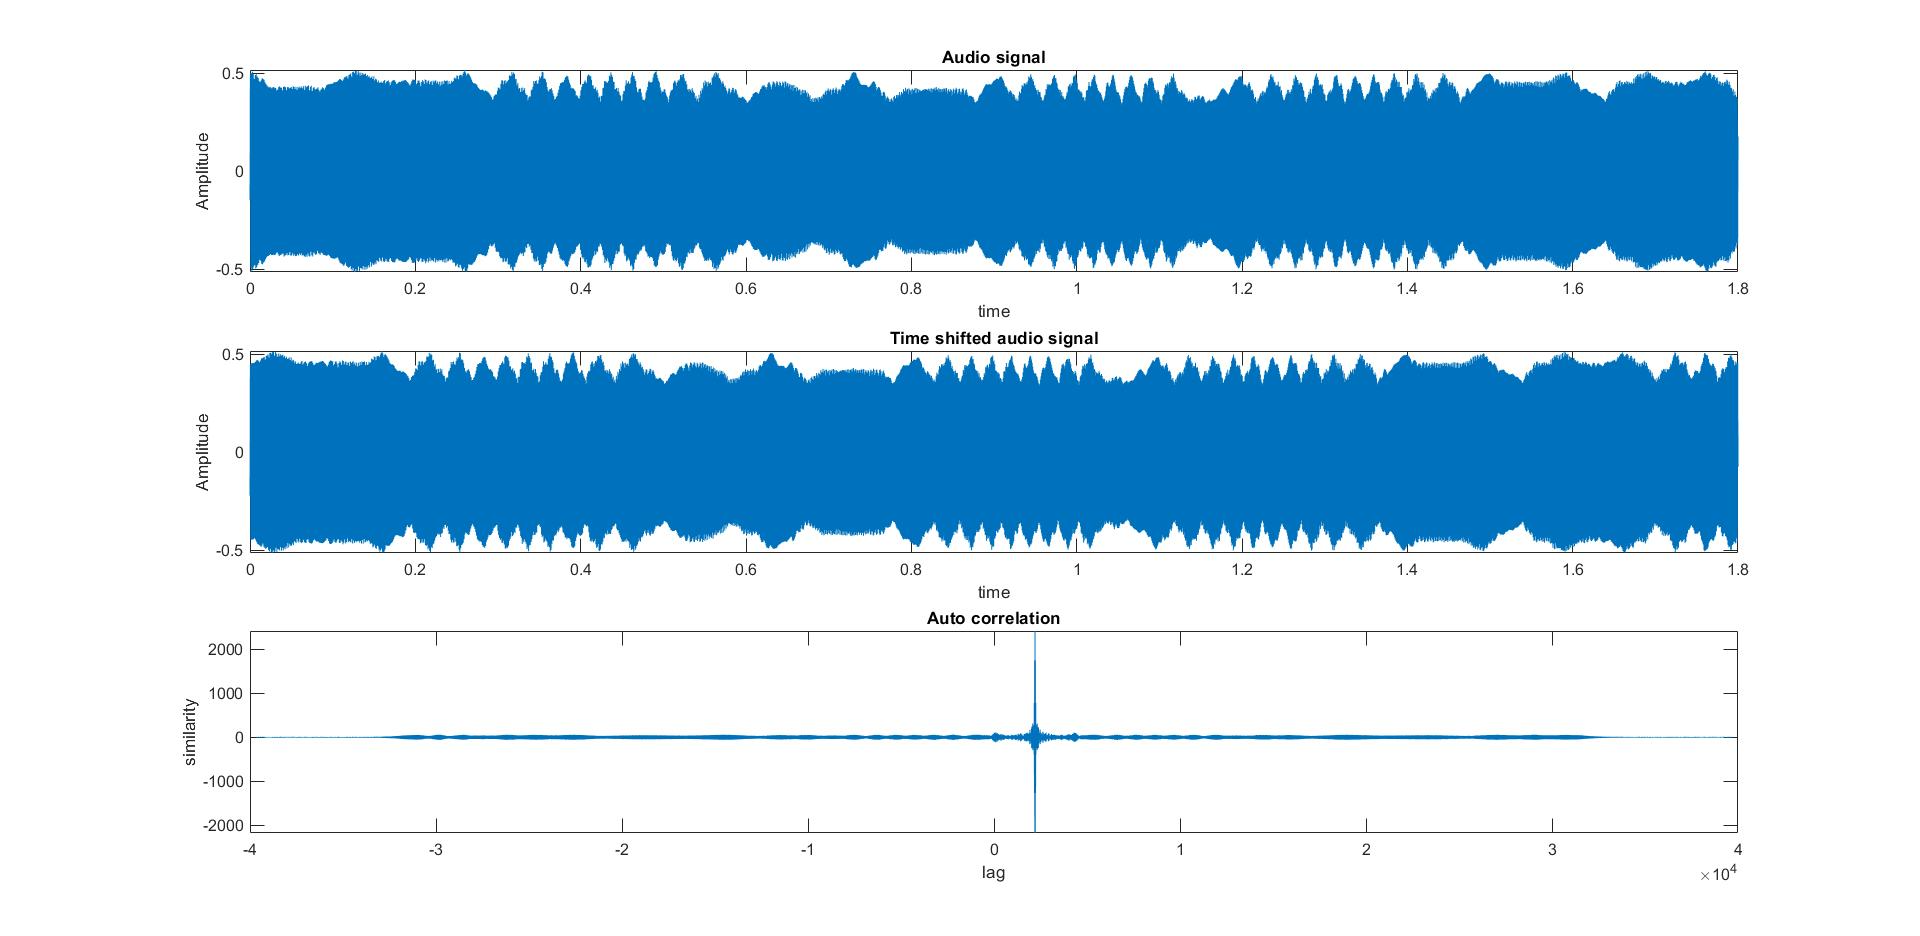 Audio signal
0.5
0
-0.5
Amplitude
0 0.2 0.4 0.6 0.8 1 1.2 1.4 1.6 1.8
time
Time shifted audio signal
0.5
0
-0.5
Amplitude
0 0.2 0.4 0.6 0.8 1 1.2 1.4 1.6 1.8
time
Auto correlation
2000
1000
0
-1000
-2000
similarity
-4 -3 -2 -1 0 1 2 3 4
lag
×10⁴